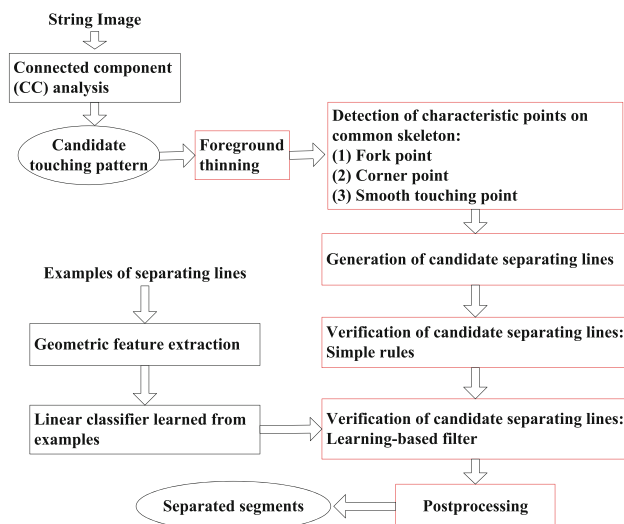 String Image
Connected component
(CC) analysis
Candidate
touching pattern
Foreground
thinning
Detection of characteristic points on
common skeleton:
(1) Fork point
(2) Corner point
(3) Smooth touching point
Generation of candidate separating lines
Examples of separating lines
Geometric feature extraction
Linear classifier learned from
examples
Verification of candidate separating lines:
Simple rules
Verification of candidate separating lines:
Learning-based filter
Postprocessing
Separated segments